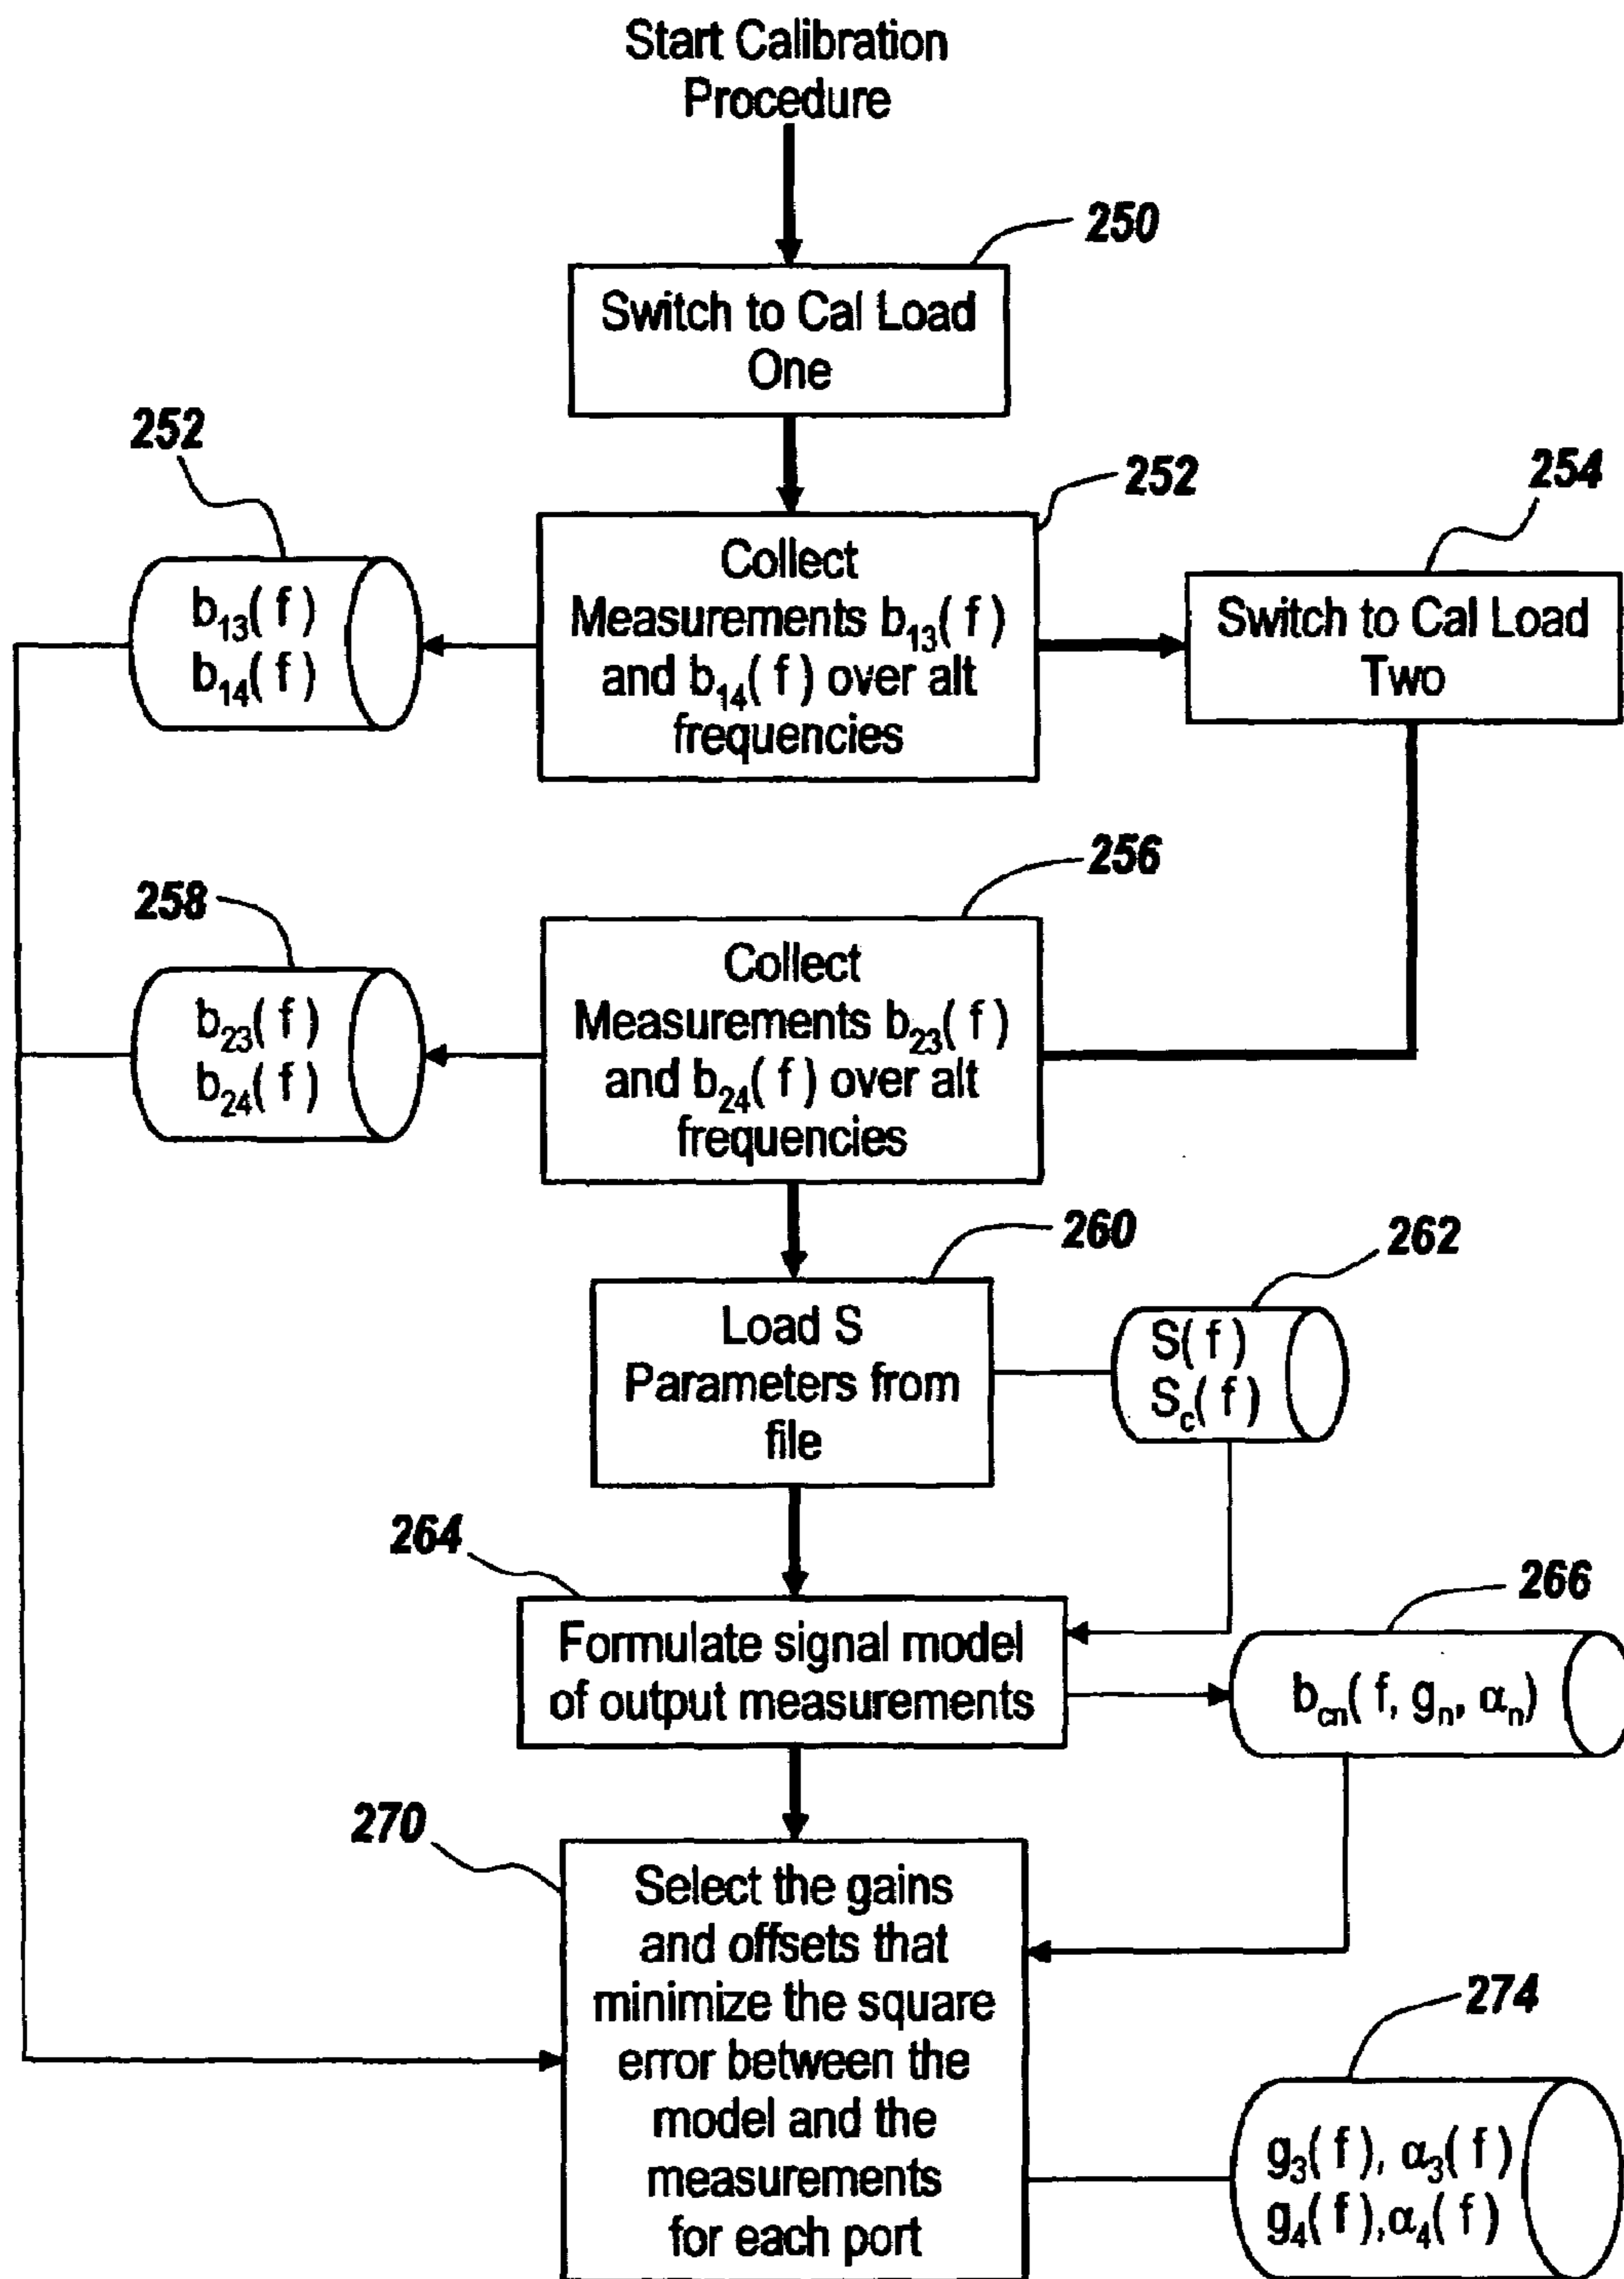 Start Calibration
Procedure
250
Switch to Cal Load
One
252
252
254
b₁₃( f )
b₁₄( f )
Collect
Measurements b₁₃( f )
and b₁₄( f ) over alt
frequencies
Switch to Cal Load
Two
256
258
b₂₃( f )
b₂₄( f )
Collect
Measurements b₂₃( f )
and b₂₄( f ) over alt
frequencies
260
262
Load S
Parameters from
file
S( f )
S_c( f )
264
266
Formulate signal model
of output measurements
b_cn( f, g_n, α_n)
270
Select the gains
and offsets that
minimize the square
error between the
model and the
measurements
for each port
274
g₃( f ), α₃( f )
g₄( f ),α₄( f )